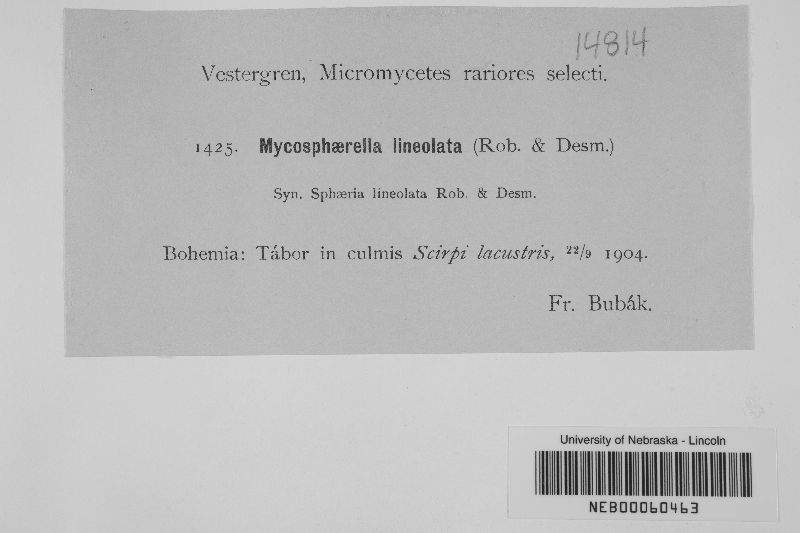 14814
Vestergren, Micromycetes rariores selecti.
1425. Mycosphærella lineolata (Rob. & Desm.)
Syn. Sphæria lineolata Rob. & Desm.
Bohemia: Tábor in culmis Scirpi lacustris, 22/9 1904.
Fr. Bubák.
University of Nebraska - Lincoln
NEB00060463